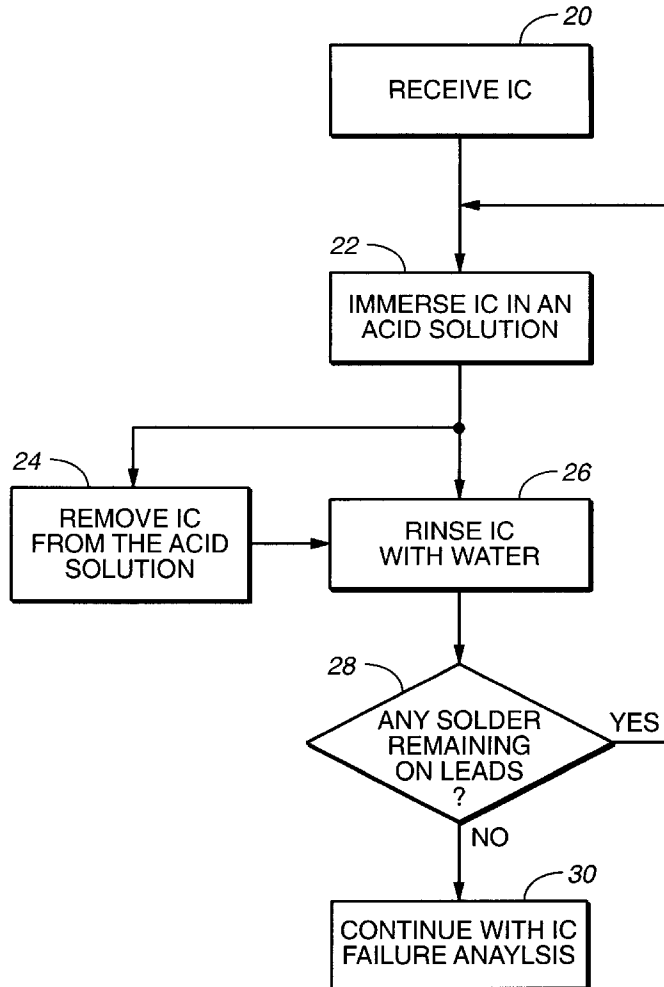 20
RECEIVE IC
22
IMMERSE IC IN AN
ACID SOLUTION
24
REMOVE IC
FROM THE ACID
SOLUTION
26
RINSE IC
WITH WATER
28
ANY SOLDER
REMAINING
ON LEADS
?
YES
NO
30
CONTINUE WITH IC
FAILURE ANAYLSIS